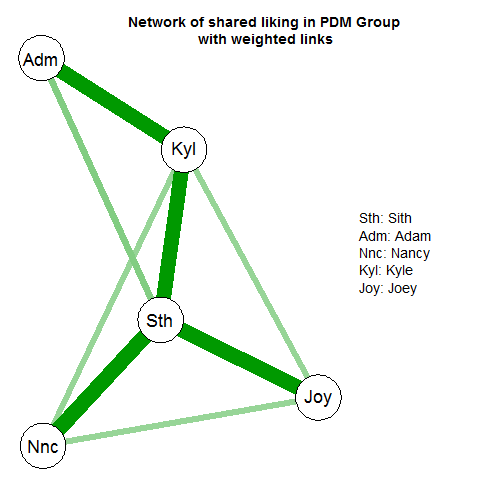 Network of shared liking in PDM Group
with weighted links
Adm
Kyl
Sth: Sith
Adm: Adam
Nnc: Nancy
Kyl: Kyle
Joy: Joey
Sth
Joy
Nnc